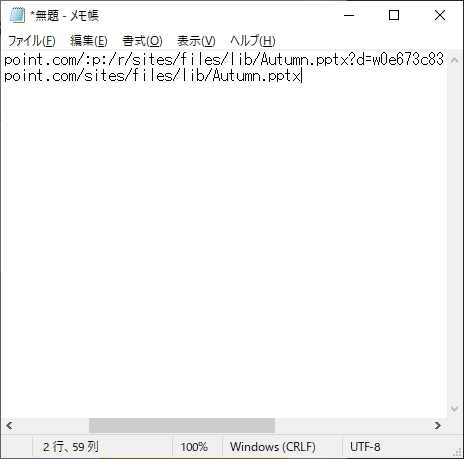 *無題 - メモ帳
ファイル(F) 編集(E) 書式(O) 表示(V) ヘルプ(H)
point.com/:p:/r/sites/files/lib/Autumn.pptx?d=w0e673c83
point.com/sites/files/lib/Autumn.pptx
2 行、59 列 100% Windows (CRLF) UTF-8